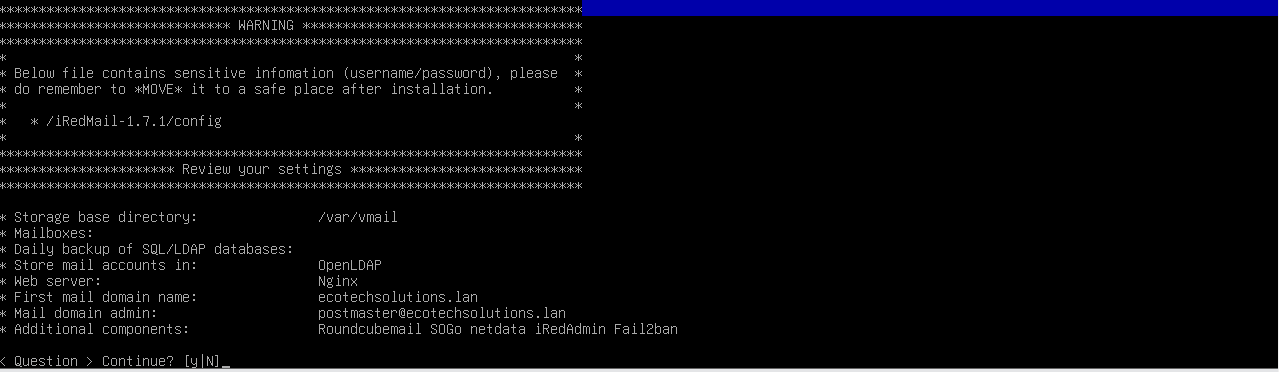 *************************************************************************
***************************** WARNING ***********************************
*************************************************************************
* *
* Below file contains sensitive infomation (username/password), please *
* do remember to *MOVE* it to a safe place after installation. *
* *
* * /iRedMail-1.7.1/config
* *
*************************************************************************
********************** Review your settings *****************************
*************************************************************************
* Storage base directory: /var/vmail
* Mailboxes:
* Daily backup of SQL/LDAP databases:
* Store mail accounts in: OpenLDAP
* Web server: Nginx
* First mail domain name: ecotechsolutions.lan
* Mail domain admin: postmaster@ecotechsolutions.lan
* Additional components: Roundcubemail SOGo netdata iRedAdmin Fail2ban
< Question > Continue? [y|N]_